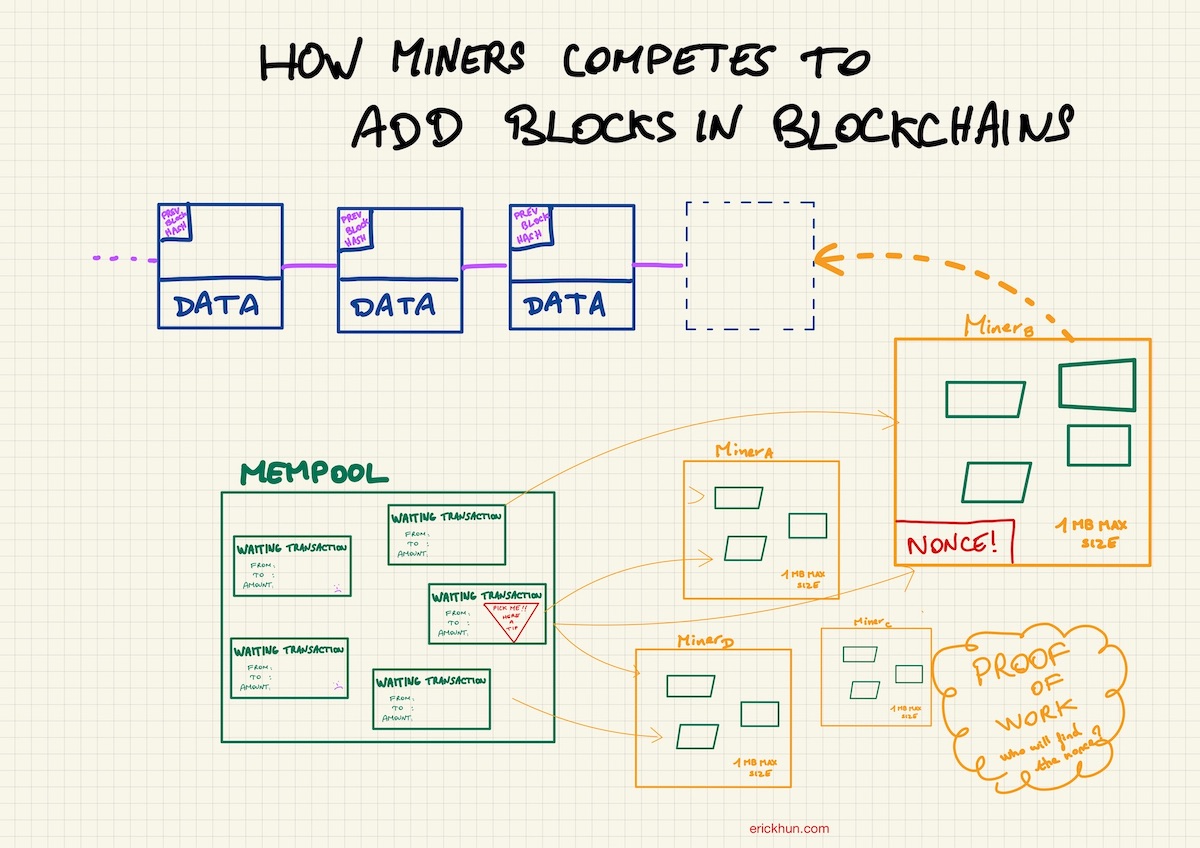 HOW MINERS COMPETES TO
ADD BLOCKS IN BLOCKCHAINS
PREV
BLOCK
HASH
DATA
PREV
BLOCK
HASH
DATA
PREV
BLOCK
HASH
DATA
MINER B
NONCE!
1 MB MAX
SIZE
MEMPOOL
WAITING TRANSACTION
FROM:
TO :
AMOUNT.
WAITING TRANSACTION
FROM:
TO :
AMOUNT.
WAITING TRANSACTION
FROM:
TO :
AMOUNT.
PICK ME!!
HERE
A
TIP
WAITING TRANSACTION
FROM:
TO :
AMOUNT.
WAITING TRANSACTION
FROM:
TO :
AMOUNT.
Miner A
1 MB MAX
SIZE
Miner D
1 MB MAX
SIZE
Miner C
1 MB MAX
SIZE
PROOF
OF
WORK
who will find
the nonce?
erickhun.com